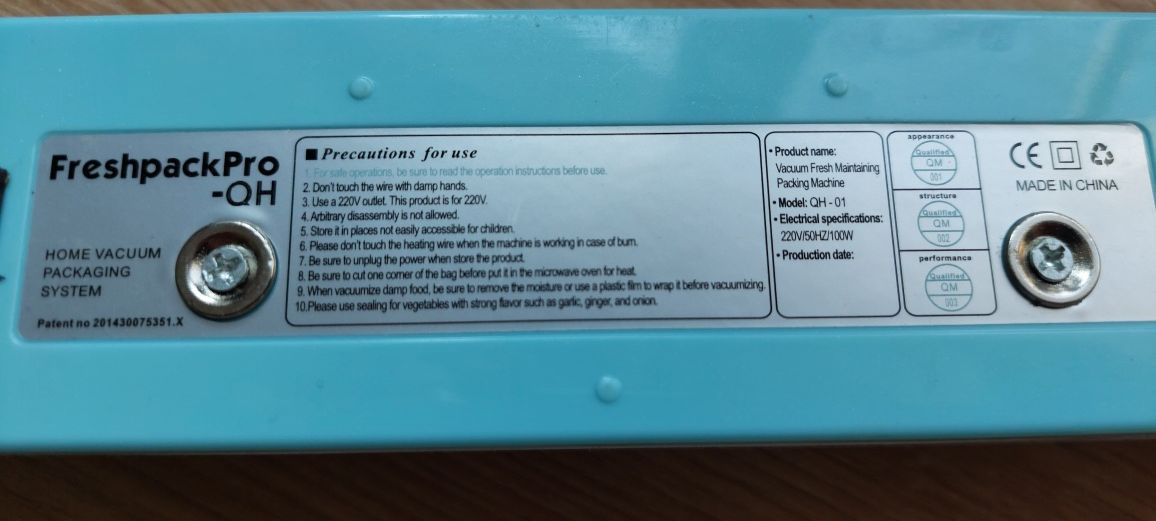 FreshpackPro
-QH
HOME VACUUM
PACKAGING
SYSTEM
Patent no 201430075351.X
■ Precautions for use
1. For safe operations, be sure to read the operation instructions before use.
2. Don't touch the wire with damp hands.
3. Use a 220V outlet. This product is for 220V.
4. Arbitrary disassembly is not allowed.
5. Store it in places not easily accessible for children.
6. Please don't touch the heating wire when the machine is working in case of burn.
7. Be sure to unplug the power when store the product.
8. Be sure to cut one corner of the bag before put it in the microwave oven for heat.
9. When vacuumize damp food, be sure to remove the moisture or use a plastic film to wrap it before vacuumizing.
10.Please use sealing for vegetables with strong flavor such as garlic, ginger, and onion.
• Product name:
Vacuum Fresh Maintaining
Packing Machine
• Model: QH - 01
• Electrical specifications:
220V/50HZ/100W
• Production date:
appearance
Qualified
QM
001
structure
Qualified
QM
002
performance
Qualified
QM
003
CE
MADE IN CHINA